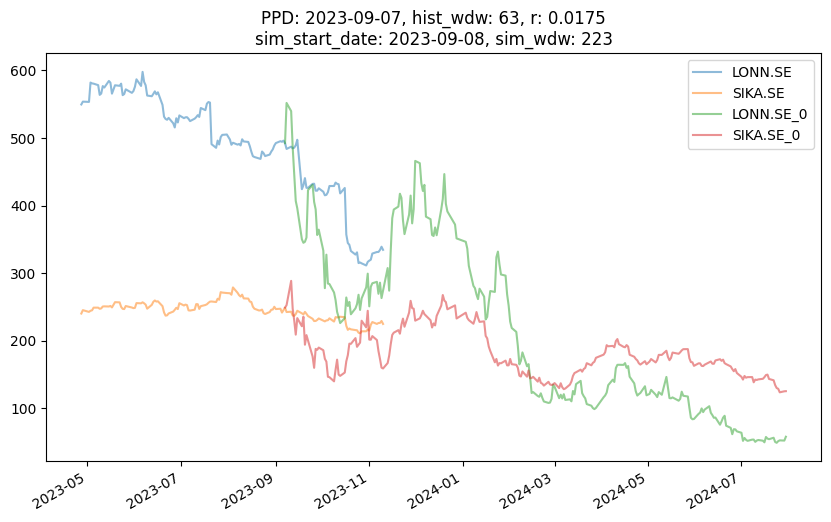 PPD: 2023-09-07, hist_wdw: 63, r: 0.0175
sim_start_date: 2023-09-08, sim_wdw: 223
LONN.SE
SIKA.SE
LONN.SE_0
SIKA.SE_0
600
500
400
300
200
100
2023-05
2023-07
2023-09
2023-11
2024-01
2024-03
2024-05
2024-07